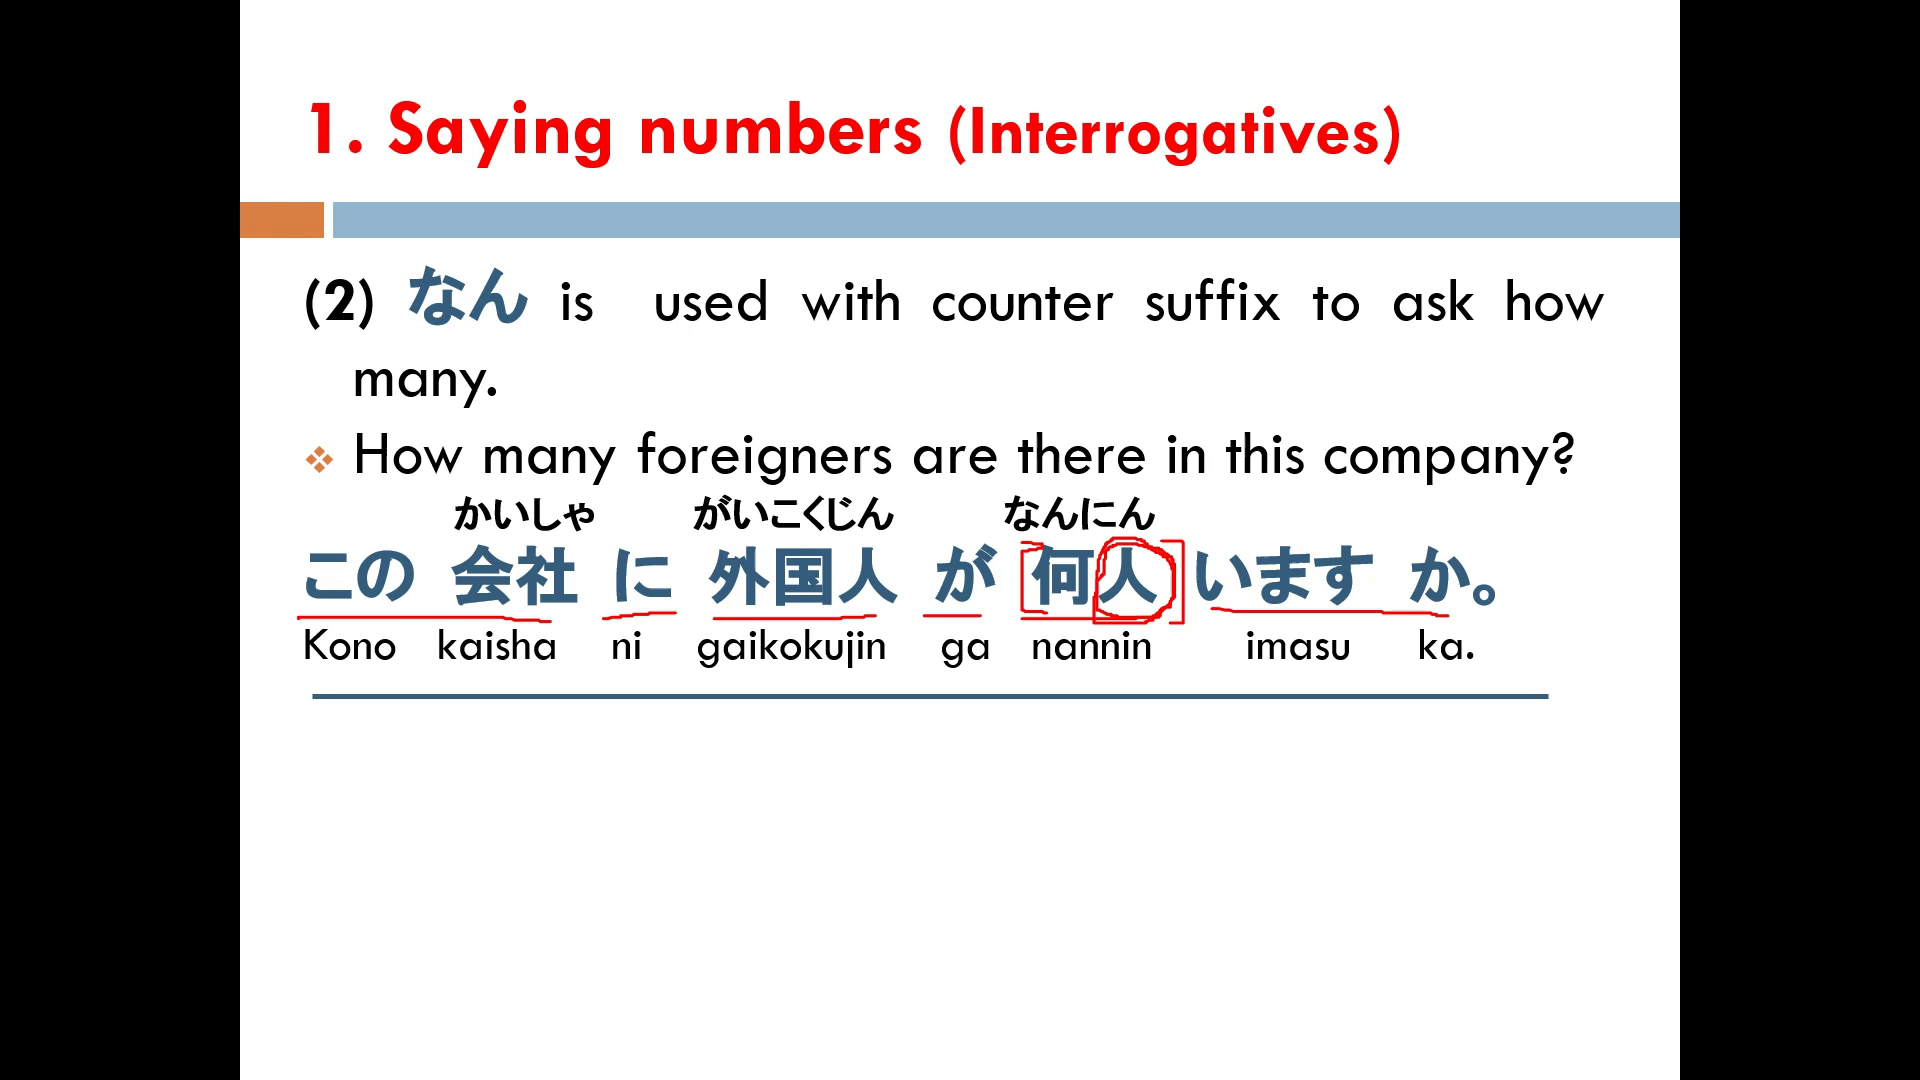 1. Saying numbers (Interrogatives)
(2) なん is used with counter suffix to ask how
many.
How many foreigners are there in this company?
かいしゃ がいこくじん なんにん
この 会社 に 外国人 が 何人 います か。
Kono kaisha ni gaikokujin ga nannin imasu ka.